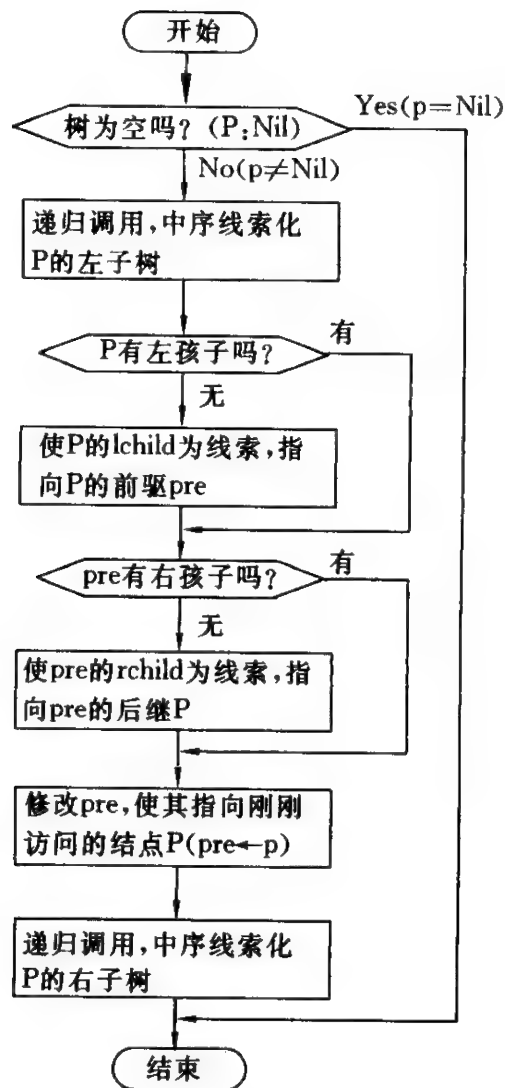 开始
树为空吗? (P:Nil)
Yes(p=Nil)
No(p≠Nil)
递归调用,中序线索化
P的左子树
P有左孩子吗?
有
无
使P的lchild为线索,指
向P的前驱pre
pre有右孩子吗?
有
无
使pre的rchild为线索,指
向pre的后继P
修改pre,使其指向刚刚
访问的结点P(pre←p)
递归调用,中序线索化
P的右子树
结束